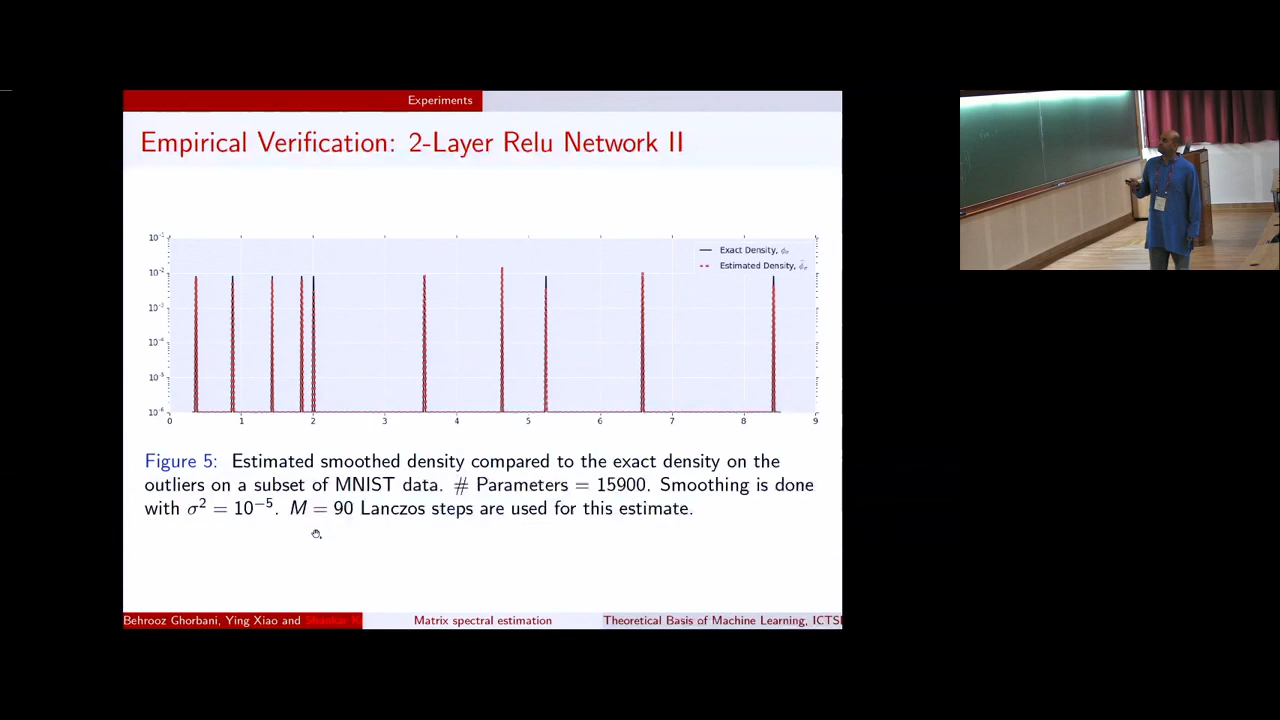 Experiments
Empirical Verification: 2-Layer Relu Network II
10⁻¹
10⁻²
10⁻³
10⁻⁴
10⁻⁵
10⁻⁶
Exact Density, ϕσ
Estimated Density, ϕ̂σ
0 1 2 3 4 5 6 7 8 9
Figure 5: Estimated smoothed density compared to the exact density on the
outliers on a subset of MNIST data. # Parameters = 15900. Smoothing is done
with σ² = 10⁻⁵. M = 90 Lanczos steps are used for this estimate.
Behrooz Ghorbani, Ying Xiao and Shankar K
Matrix spectral estimation
Theoretical Basis of Machine Learning, ICTS